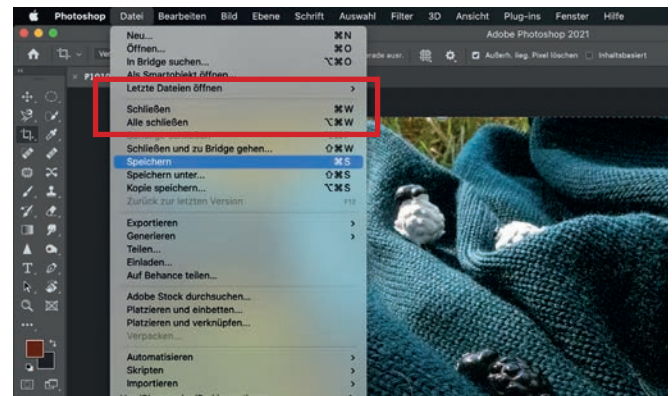 Photoshop Datei Bearbeiten Bild Ebene Schrift Auswahl Filter 3D Ansicht Plug-ins Fenster Hilfe
Adobe Photoshop 2021
Neu... ⌘N
Öffnen... ⌘O
In Bridge suchen... ⌥⌘O
Als Smartobjekt öffnen...
Letzte Dateien öffnen >
Schließen ⌘W
Alle schließen ⌥⌘W
Schließen und zu Bridge gehen... ⇧⌘W
Speichern ⌘S
Speichern unter... ⇧⌘S
Kopie speichern... ⌥⌘S
Zurück zur letzten Version F12
Exportieren >
Generieren >
Teilen...
Einladen...
Auf Behance teilen...
Adobe Stock durchsuchen...
Platzieren und einbetten...
Platzieren und verknüpfen...
Verpacken...
Automatisieren >
Skripten >
Importieren >
Außerh. lieg. Pixel löschen Inhaltsbasiert